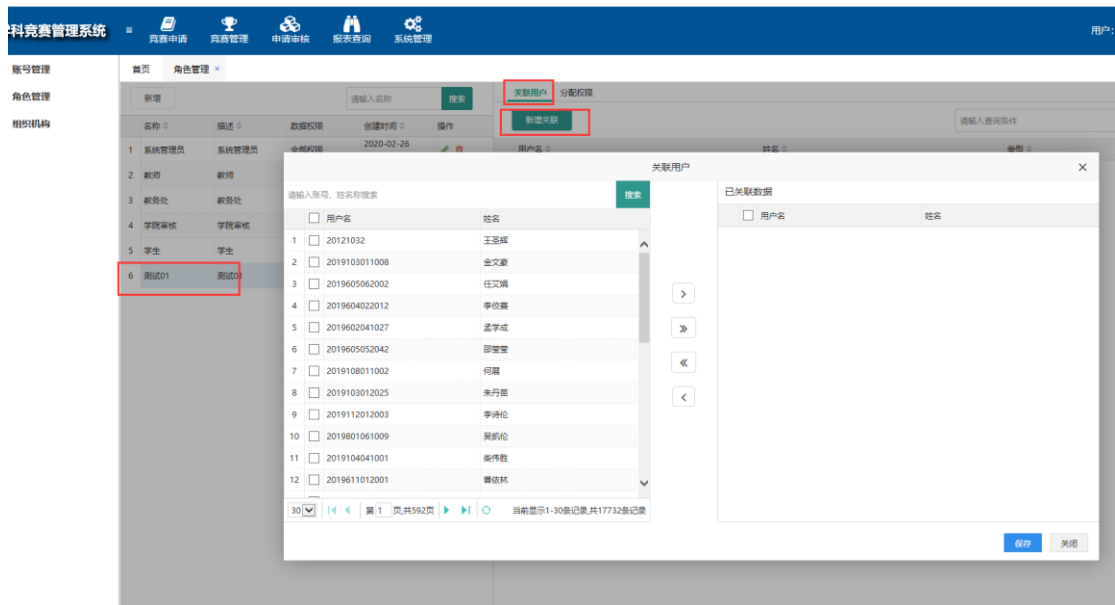 科竞赛管理系统
竞赛申请 竞赛管理 申请审核 报表查询 系统管理
用户:
账号管理
角色管理
组织机构
首页 角色管理 ×
新增 请输入名称 搜索
名称 描述 数据权限 创建时间 操作
1 系统管理员 系统管理员 全部权限 2020-02-26
2 教师 教师
3 教务处 教务处
4 学院审核 学院审核
5 学生 学生
6 测试01 测试01
关联用户 分配权限
新增关联 请输入查询条件
用户名 姓名 类型
关联用户
请输入账号、姓名称搜索 搜索
用户名 姓名
1 20121032 王圣辉
2 2019103011008 金文豪
3 2019605062002 任艾娟
4 2019604022012 李佼赛
5 2019602041027 孟学成
6 2019605052042 邵莹莹
7 2019108011002 何展
8 2019103012025 朱丹苗
9 2019112012003 李诗伦
10 2019801061009 吴凯伦
11 2019104041001 柴伟胜
12 2019611012001 曹依林
30 第 1 页,共592页 当前显示1-30条记录,共17732条记录
已关联数据
用户名 姓名
保存 关闭